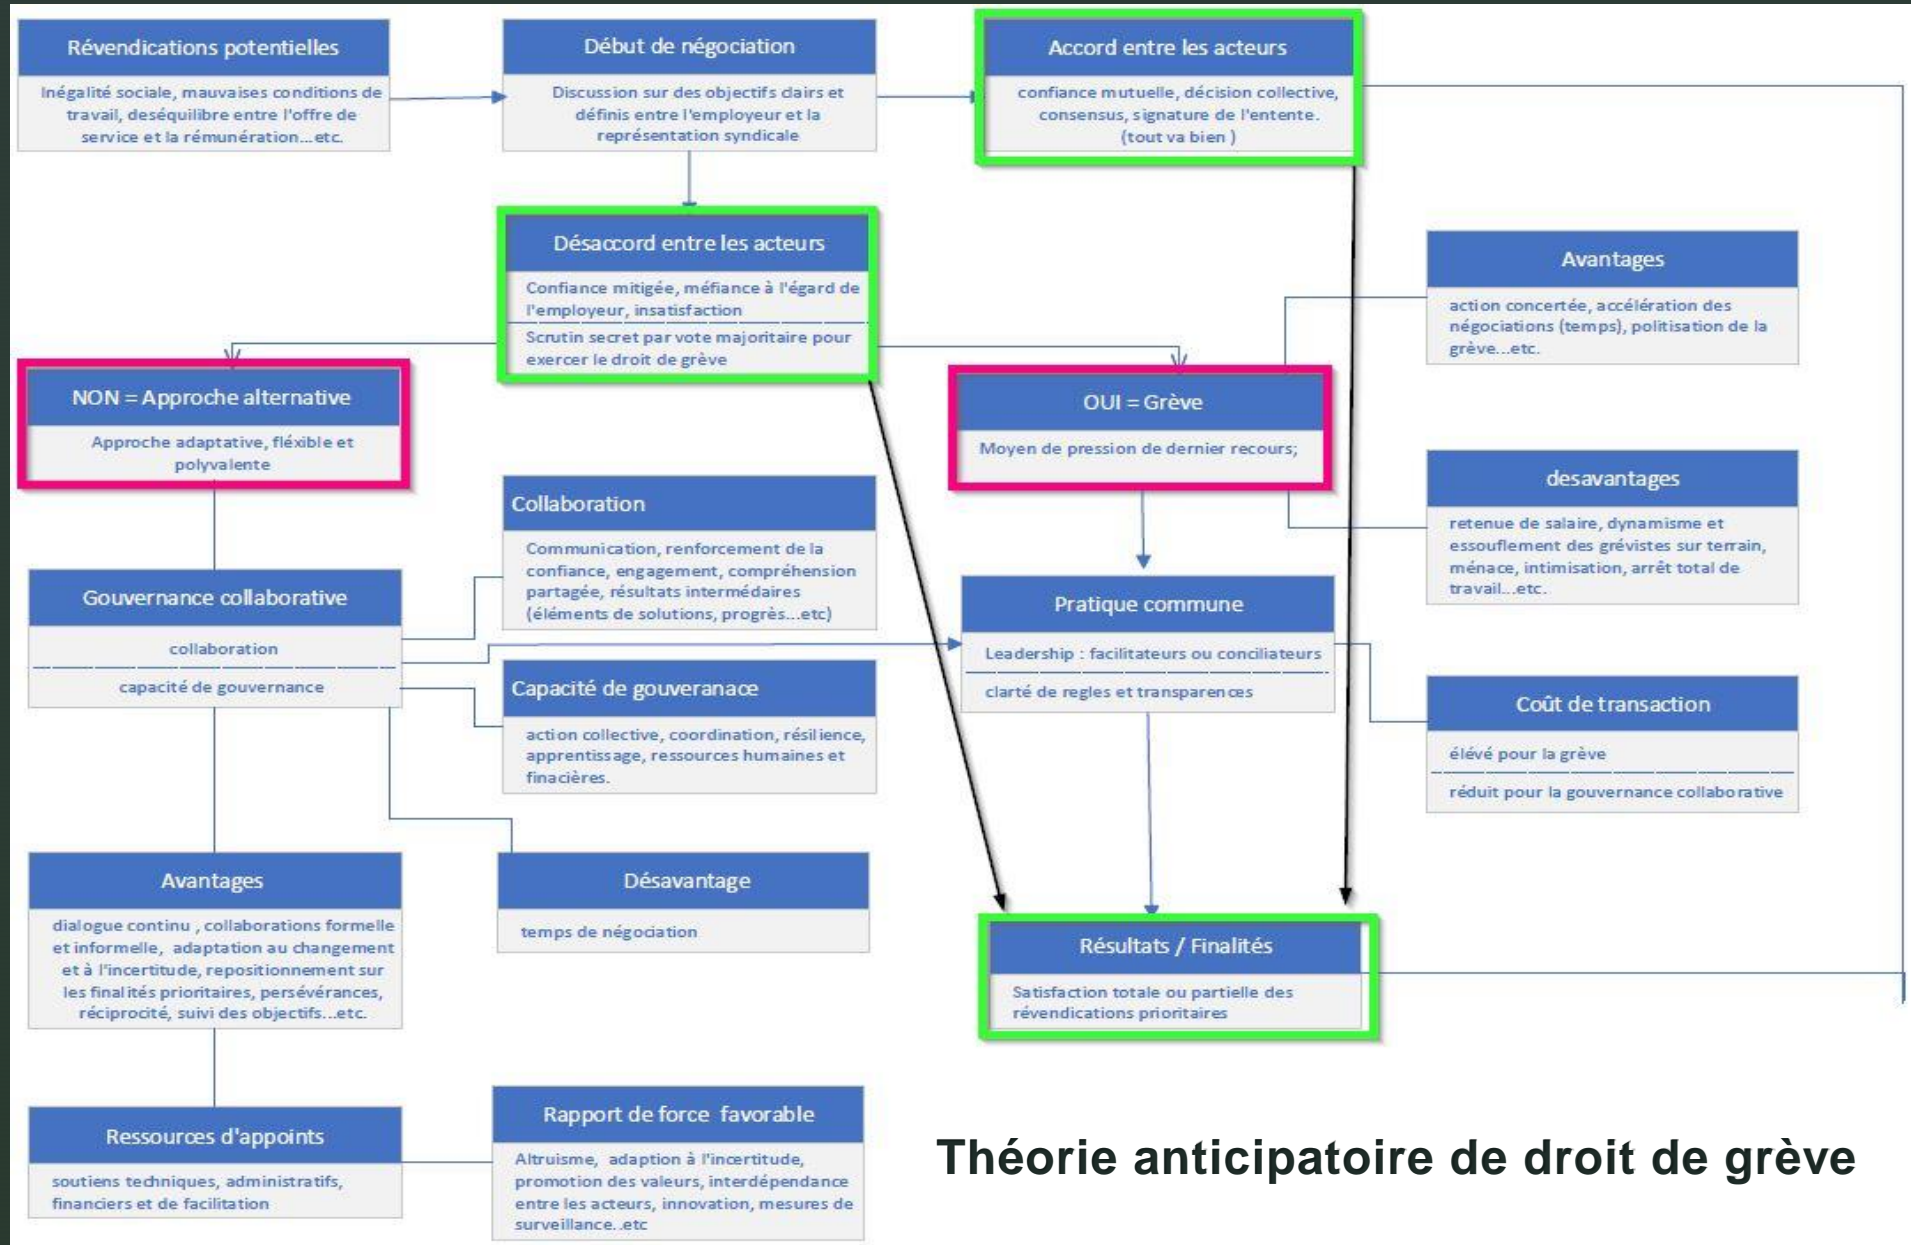 Révendications potentielles
Inégalité sociale, mauvaises conditions de
travail, deséquilibre entre l'offre de
service et la rémunération...etc.
Début de négociation
Discussion sur des objectifs clairs et
définis entre l'employeur et la
représentation syndicale
Accord entre les acteurs
confiance mutuelle, décision collective,
consensus, signature de l'entente.
(tout va bien )
Désaccord entre les acteurs
Confiance mitigée, méfiance à l'égard de
l'employeur, insatisfaction
Scrutin secret par vote majoritaire pour
exercer le droit de grève
Avantages
action concertée, accélération des
négociations (temps), politisation de la
grève...etc.
NON = Approche alternative
Approche adaptative, fléxible et
polyvalente
OUI = Grève
Moyen de pression de dernier recours;
desavantages
retenue de salaire, dynamisme et
essouflement des grévistes sur terrain,
ménace, intimisation, arrêt total de
travail...etc.
Collaboration
Communication, renforcement de la
confiance, engagement, compréhension
partagée, résultats intermédaires
(éléments de solutions, progrès...etc)
Gouvernance collaborative
collaboration
capacité de gouvernance
Pratique commune
Leadership : facilitateurs ou conciliateurs
clarté de regles et transparences
Capacité de gouveranace
action collective, coordination, résilience,
apprentissage, ressources humaines et
finacières.
Coût de transaction
élévé pour la grève
réduit pour la gouvernance collaborative
Avantages
dialogue continu , collaborations formelle
et informelle, adaptation au changement
et à l'incertitude, repositionnement sur
les finalités prioritaires, persévérances,
réciprocité, suivi des objectifs...etc.
Désavantage
temps de négociation
Résultats / Finalités
Satisfaction totale ou partielle des
révendications prioritaires
Ressources d'appoints
soutiens techniques, administratifs,
financiers et de facilitation
Rapport de force favorable
Altruisme, adaption à l'incertitude,
promotion des valeurs, interdépendance
entre les acteurs, innovation, mesures de
surveillance..etc
Théorie anticipatoire de droit de grève